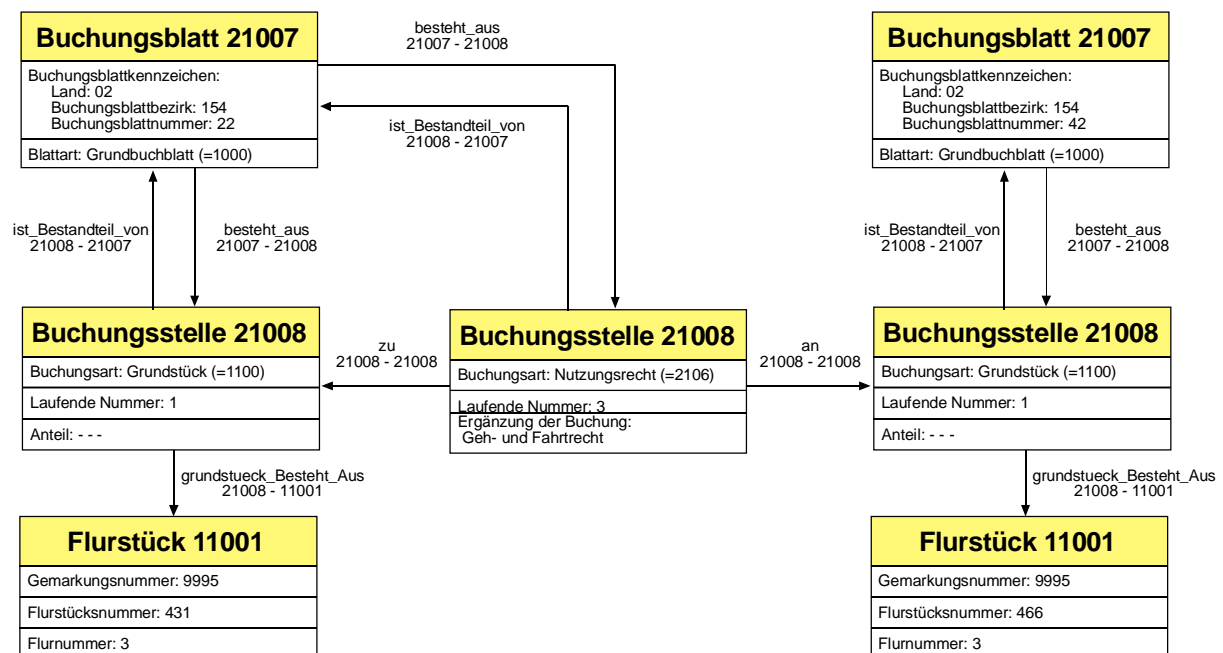 Buchungsblatt 21007
Buchungsblattkennzeichen:
Land: 02
Buchungsblattbezirk: 154
Buchungsblattnummer: 22
Blattart: Grundbuchblatt (=1000)
besteht_aus
21007 - 21008
ist_Bestandteil_von
21008 - 21007
Buchungsblatt 21007
Buchungsblattkennzeichen:
Land: 02
Buchungsblattbezirk: 154
Buchungsblattnummer: 42
Blattart: Grundbuchblatt (=1000)
ist_Bestandteil_von
21008 - 21007
besteht_aus
21007 - 21008
ist_Bestandteil_von
21008 - 21007
besteht_aus
21007 - 21008
Buchungsstelle 21008
Buchungsart: Grundstück (=1100)
Laufende Nummer: 1
Anteil: - - -
zu
21008 - 21008
Buchungsstelle 21008
Buchungsart: Nutzungsrecht (=2106)
Laufende Nummer: 3
Ergänzung der Buchung:
Geh- und Fahrtrecht
an
21008 - 21008
Buchungsstelle 21008
Buchungsart: Grundstück (=1100)
Laufende Nummer: 1
Anteil: - - -
grundstueck_Besteht_Aus
21008 - 11001
grundstueck_Besteht_Aus
21008 - 11001
Flurstück 11001
Gemarkungsnummer: 9995
Flurstücksnummer: 431
Flurnummer: 3
Flurstück 11001
Gemarkungsnummer: 9995
Flurstücksnummer: 466
Flurnummer: 3